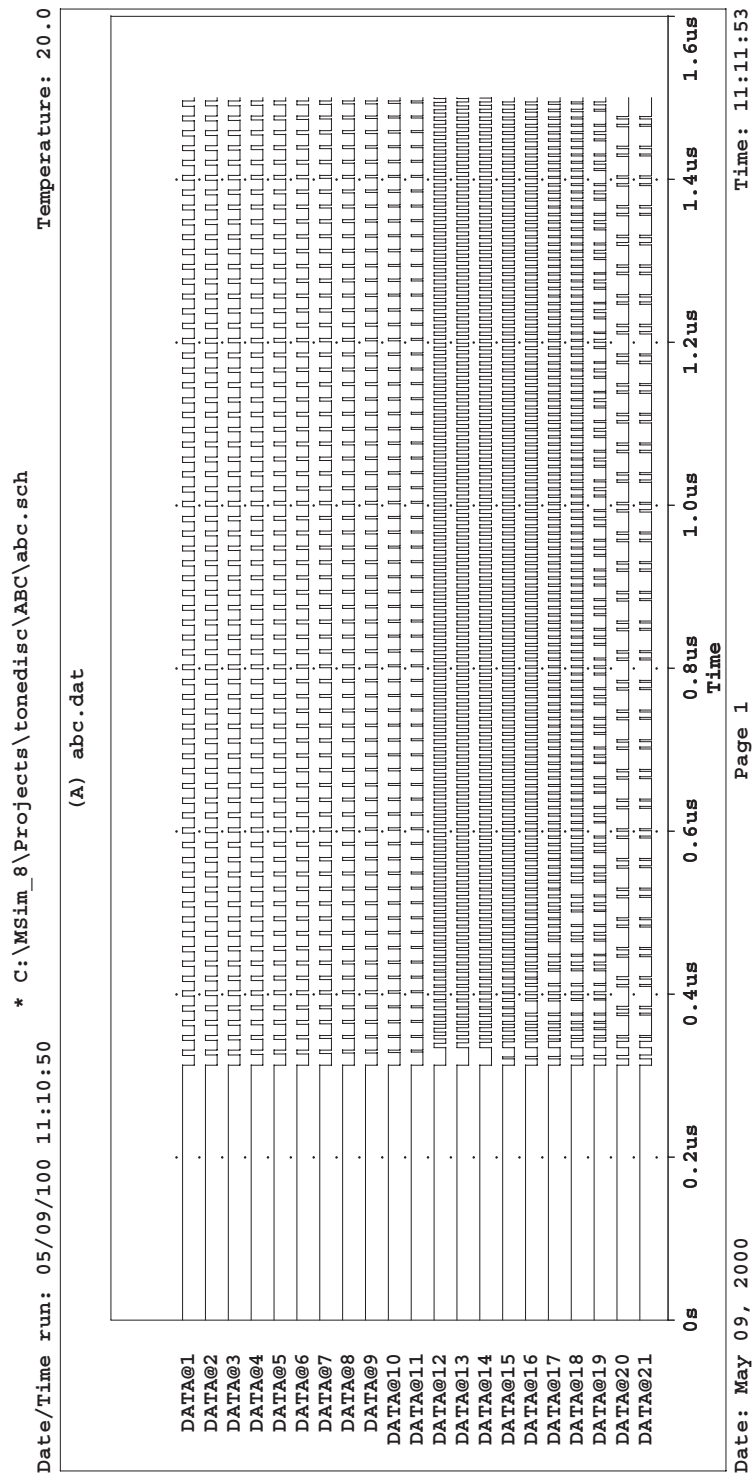 * C:\MSim_8\Projects\tonedisc\ABC\abc.sch
Date/Time run: 05/09/100 11:10:50
Temperature: 20.0
(A) abc.dat
DATA@1
DATA@2
DATA@3
DATA@4
DATA@5
DATA@6
DATA@7
DATA@8
DATA@9
DATA@10
DATA@11
DATA@12
DATA@13
DATA@14
DATA@15
DATA@16
DATA@17
DATA@18
DATA@19
DATA@20
DATA@21
0s
0.2us
0.4us
0.6us
0.8us
1.0us
1.2us
1.4us
1.6us
Time
Date: May 09, 2000
Page 1
Time: 11:11:53